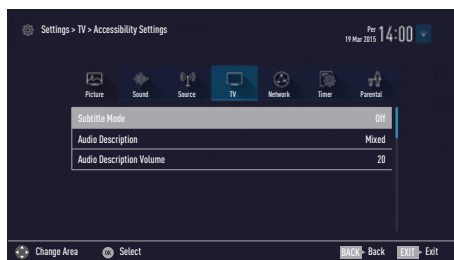 Settings > TV > Accessibility Settings
Per
19 Mar 2015 14:00
Picture Sound Source TV Network Timer Parental
Subtitle Mode Off
Audio Description Mixed
Audio Description Volume 20
Change Area OK Select BACK Back EXIT Exit